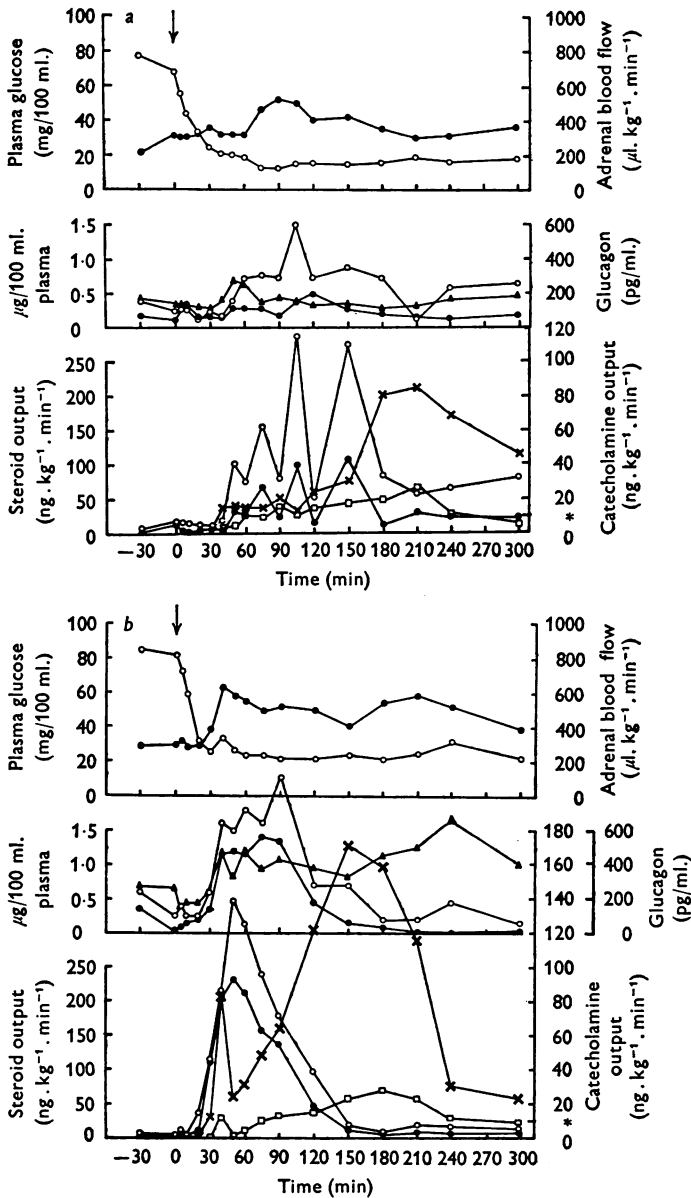 a
Plasma glucose
(mg/100 ml.)
100
80
60
40
20
0
1000
800
600
400
200
0
Adrenal blood flow
(μl. kg⁻¹. min⁻¹)
μg/100 ml.
plasma
1·5
1·0
0·5
0
600
400
200
120
Glucagon
(pg/ml.)
Steroid output
(ng. kg⁻¹. min⁻¹)
250
200
150
100
50
0
100
80
60
40
20
*
0
Catecholamine output
(ng. kg⁻¹. min⁻¹)
−30 0 30 60 90 120 150 180 210 240 270 300
Time (min)
b
Plasma glucose
(mg/100 ml.)
100
80
60
40
20
0
1000
800
600
400
200
0
Adrenal blood flow
(μl. kg⁻¹. min⁻¹)
μg/100 ml.
plasma
1·5
1·0
0·5
0
180
160
140
120
600
400
200
0
Glucagon
(pg/ml.)
Steroid output
(ng. kg⁻¹. min⁻¹)
250
200
150
100
50
0
100
80
60
40
20
*
0
Catecholamine
output
(ng. kg⁻¹. min⁻¹)
−30 0 30 60 90 120 150 180 210 240 270 300
Time (min)